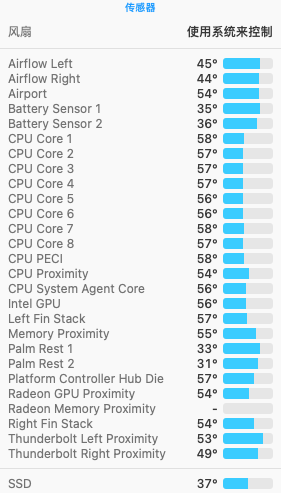 传感器
风扇 使用系统来控制
Airflow Left 45°
Airflow Right 44°
Airport 54°
Battery Sensor 1 35°
Battery Sensor 2 36°
CPU Core 1 58°
CPU Core 2 57°
CPU Core 3 57°
CPU Core 4 57°
CPU Core 5 56°
CPU Core 6 56°
CPU Core 7 58°
CPU Core 8 57°
CPU PECI 58°
CPU Proximity 54°
CPU System Agent Core 56°
Intel GPU 56°
Left Fin Stack 57°
Memory Proximity 55°
Palm Rest 1 33°
Palm Rest 2 31°
Platform Controller Hub Die 57°
Radeon GPU Proximity 54°
Radeon Memory Proximity -
Right Fin Stack 54°
Thunderbolt Left Proximity 53°
Thunderbolt Right Proximity 49°
SSD 37°